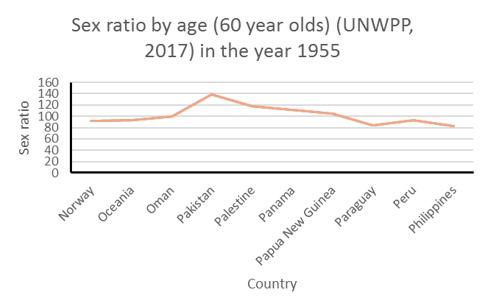 Sex ratio by age (60 year olds) (UNWPP,
2017) in the year 1955
Sex ratio
160
140
120
100
80
60
40
20
0
Norway
Oceania
Oman
Pakistan
Palestine
Panama
Papua New Guinea
Paraguay
Peru
Philippines
Country